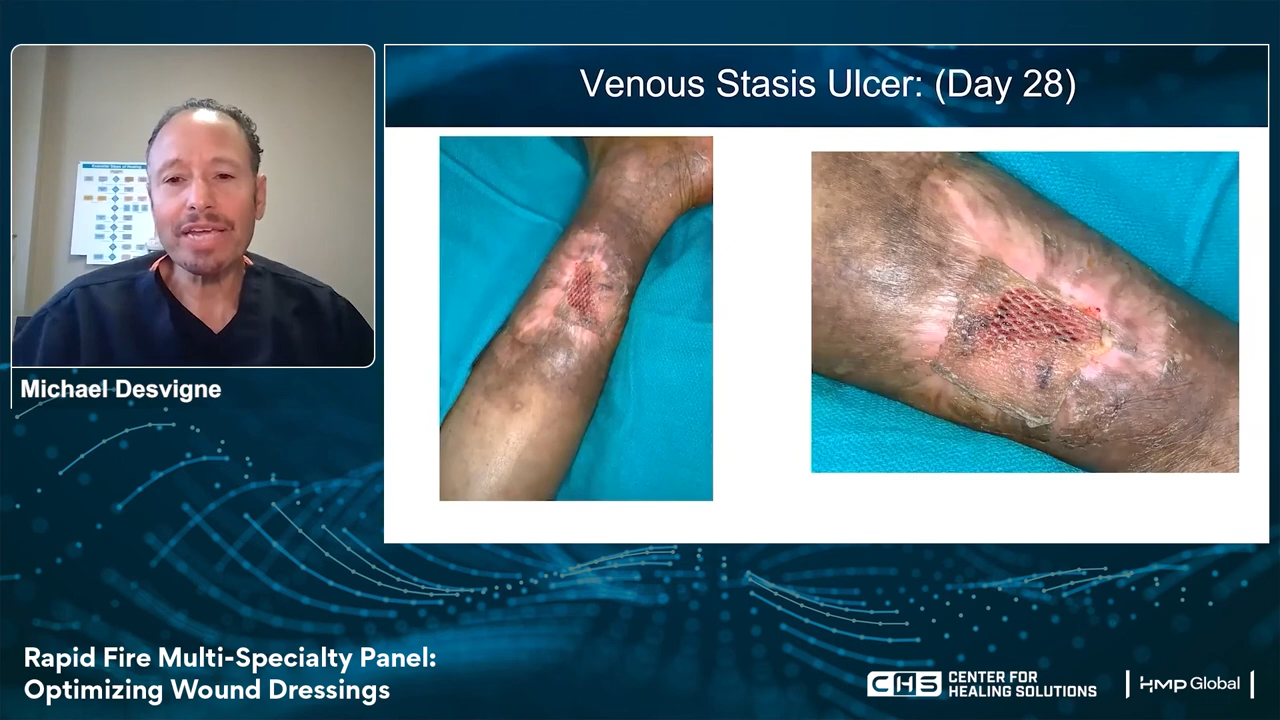 Venous Stasis Ulcer: (Day 28)
Michael Desvigne
Rapid Fire Multi-Specialty Panel:
Optimizing Wound Dressings
CHS
CENTER FOR
HEALING SOLUTIONS
HMP Global